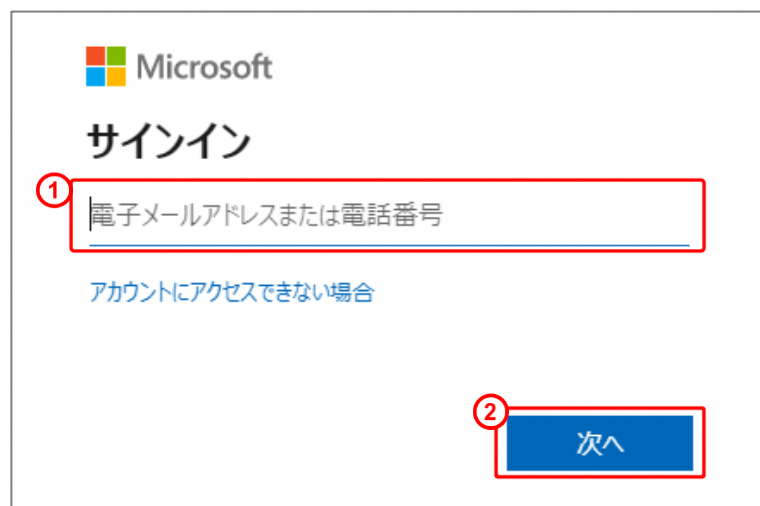 Microsoft
サインイン
①
電子メールアドレスまたは電話番号
アカウントにアクセスできない場合
②
次へ